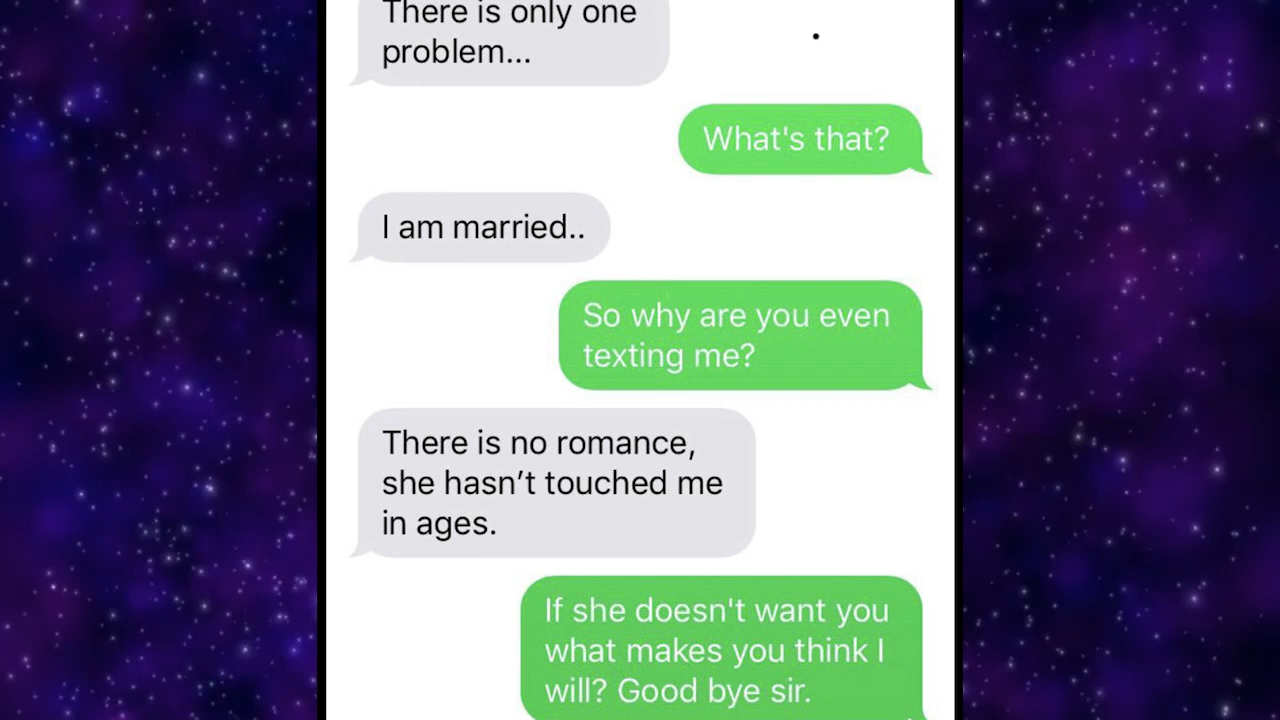 There is only one
problem...
What's that?
I am married..
So why are you even
texting me?
There is no romance,
she hasn’t touched me
in ages.
If she doesn't want you
what makes you think I
will? Good bye sir.